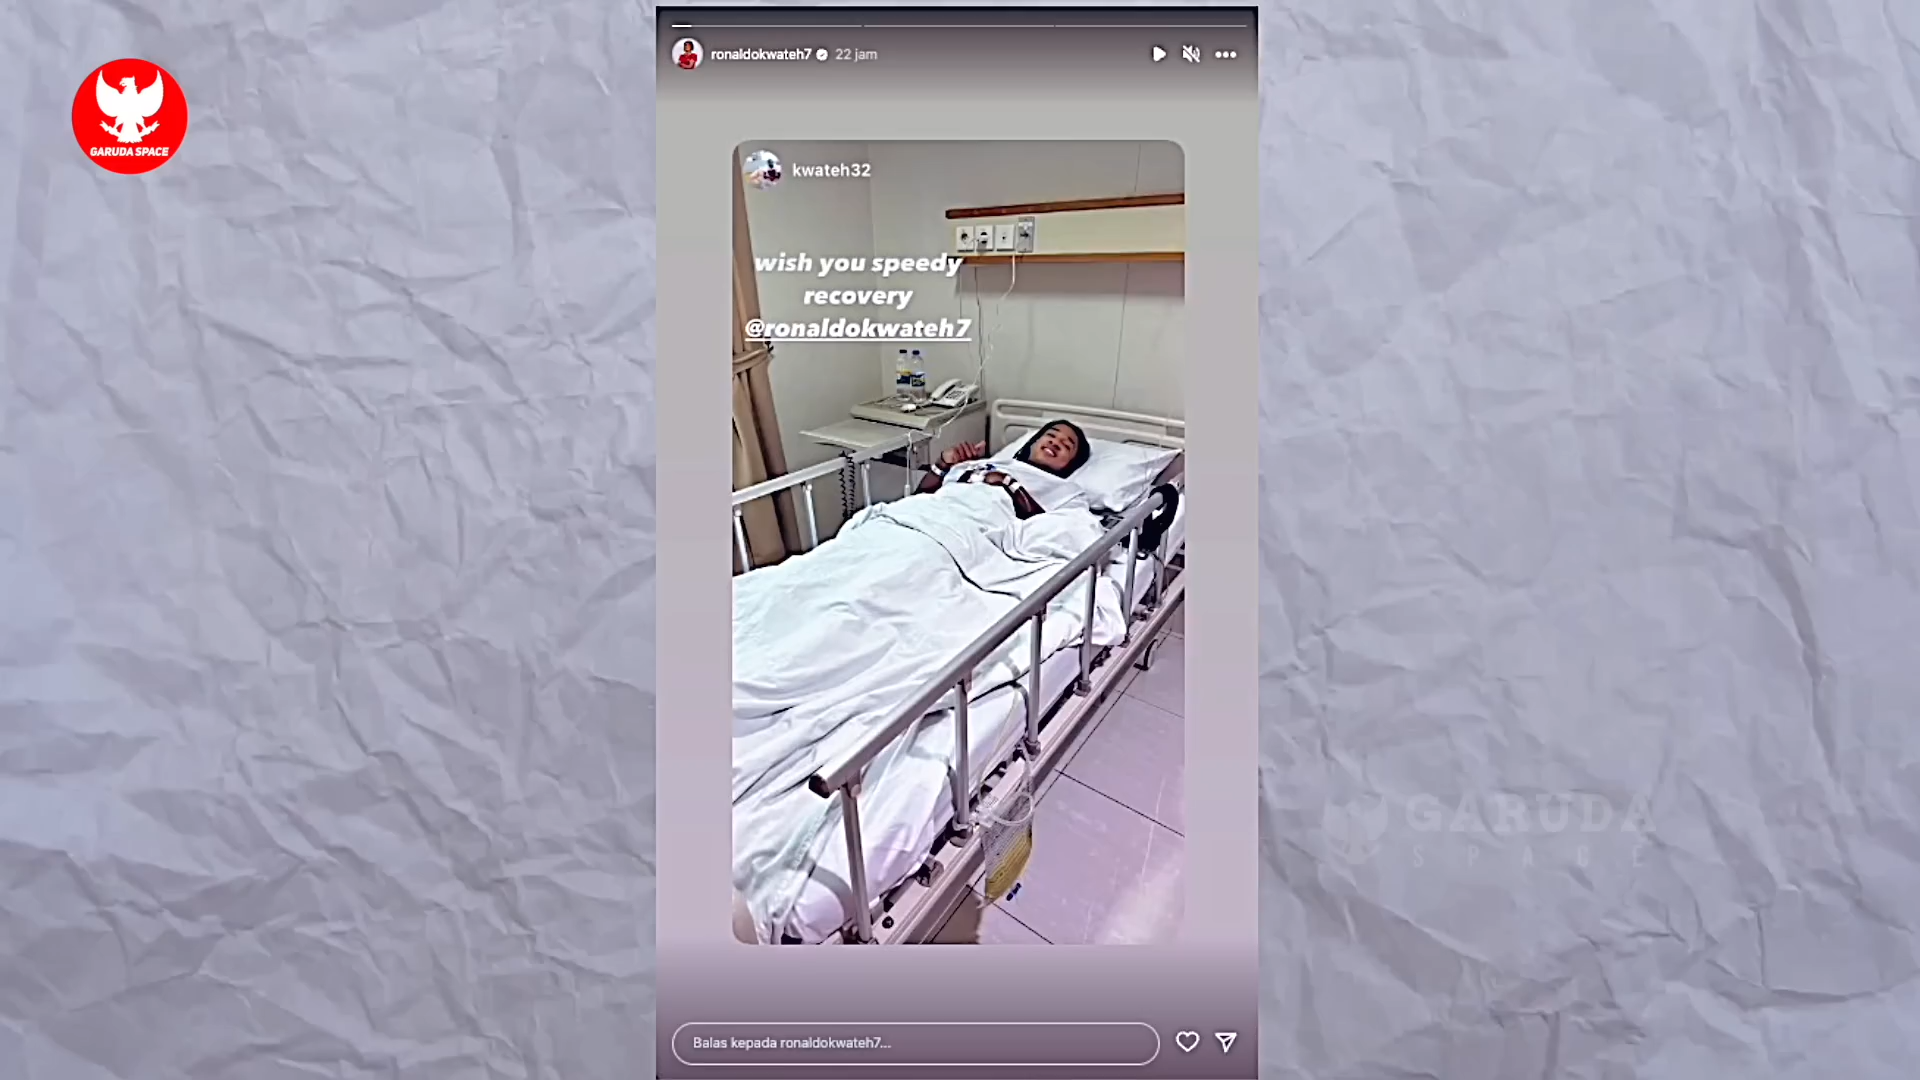 GARUDA SPACE
ronaldokwateh7 22 jam
kwateh32
wish you speedy
recovery
@ronaldokwateh7
GARUDA
SPACE
Balas kepada ronaldokwateh7...